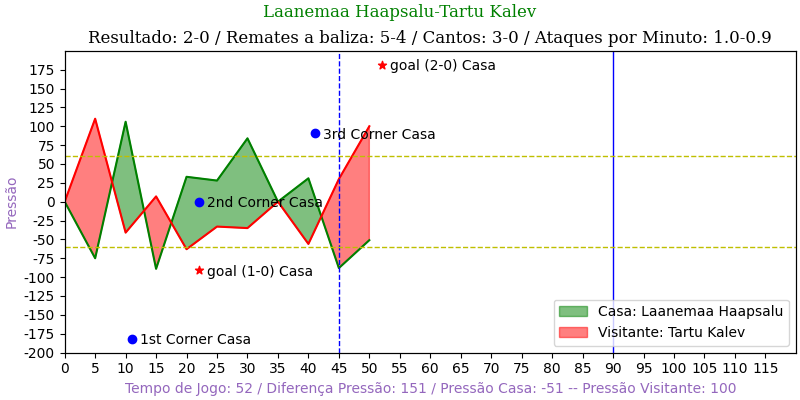 Laanemaa Haapsalu-Tartu Kalev
Resultado: 2-0 / Remates a baliza: 5-4 / Cantos: 3-0 / Ataques por Minuto: 1.0-0.9
175
150
125
100
75
50
25
0
-25
-50
-75
-100
-125
-150
-175
-200
Pressão
goal (2-0) Casa
3rd Corner Casa
2nd Corner Casa
goal (1-0) Casa
1st Corner Casa
Casa: Laanemaa Haapsalu
Visitante: Tartu Kalev
0 5 10 15 20 25 30 35 40 45 50 55 60 65 70 75 80 85 90 95 100 105 110 115
Tempo de Jogo: 52 / Diferença Pressão: 151 / Pressão Casa: -51 -- Pressão Visitante: 100